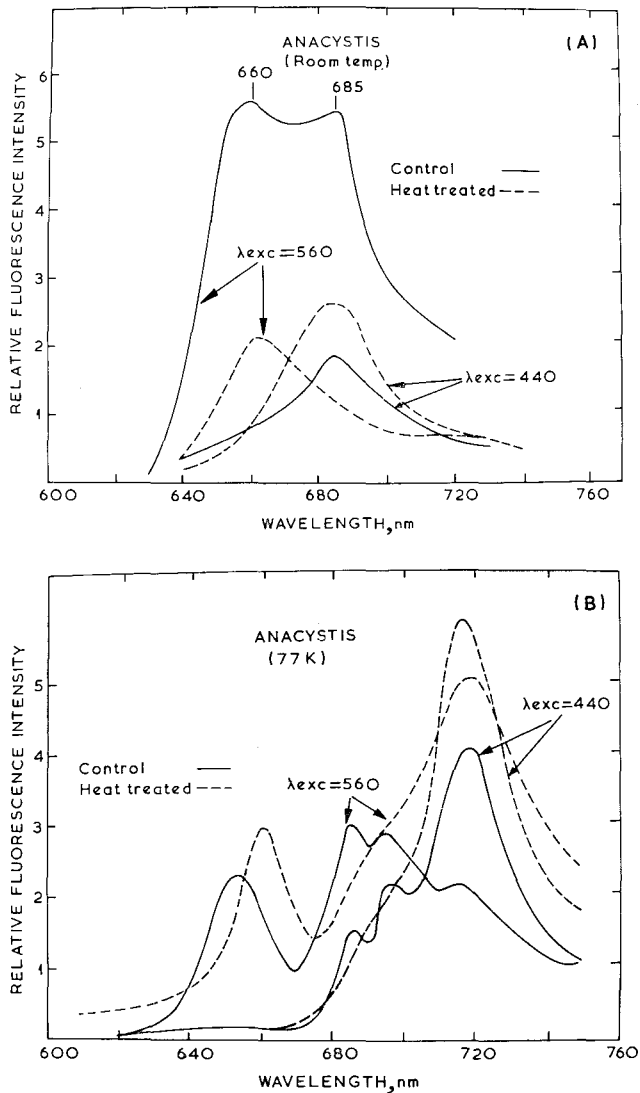 ANACYSTIS
(Room temp.)
(A)
660
685
6
5
4
3
2
1
RELATIVE FLUORESCENCE INTENSITY
Control
Heat treated
λexc=560
λexc=440
600
640
680
720
760
WAVELENGTH,nm
(B)
ANACYSTIS
(77K)
5
4
3
2
1
RELATIVE FLUORESCENCE INTENSITY
λexc=440
Control
Heat treated
λexc=560
600
640
680
720
760
WAVELENGTH,nm